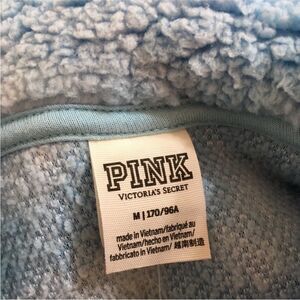 PINK
VICTORIA'S SECRET
M | 170/96A
made in Vietnam/fabriqué au
Vietnam/hecho en Vietnam/
fabbricato in Vietnam/ 越南制造